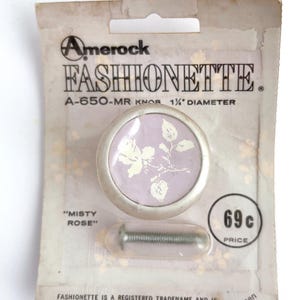 Amerock
FASHIONETTE®
A-650-MR KNOB 1¼" DIAMETER
"MISTY
ROSE"
69c
PRICE
FASHIONETTE IS A REGISTERED TRADENAME AND